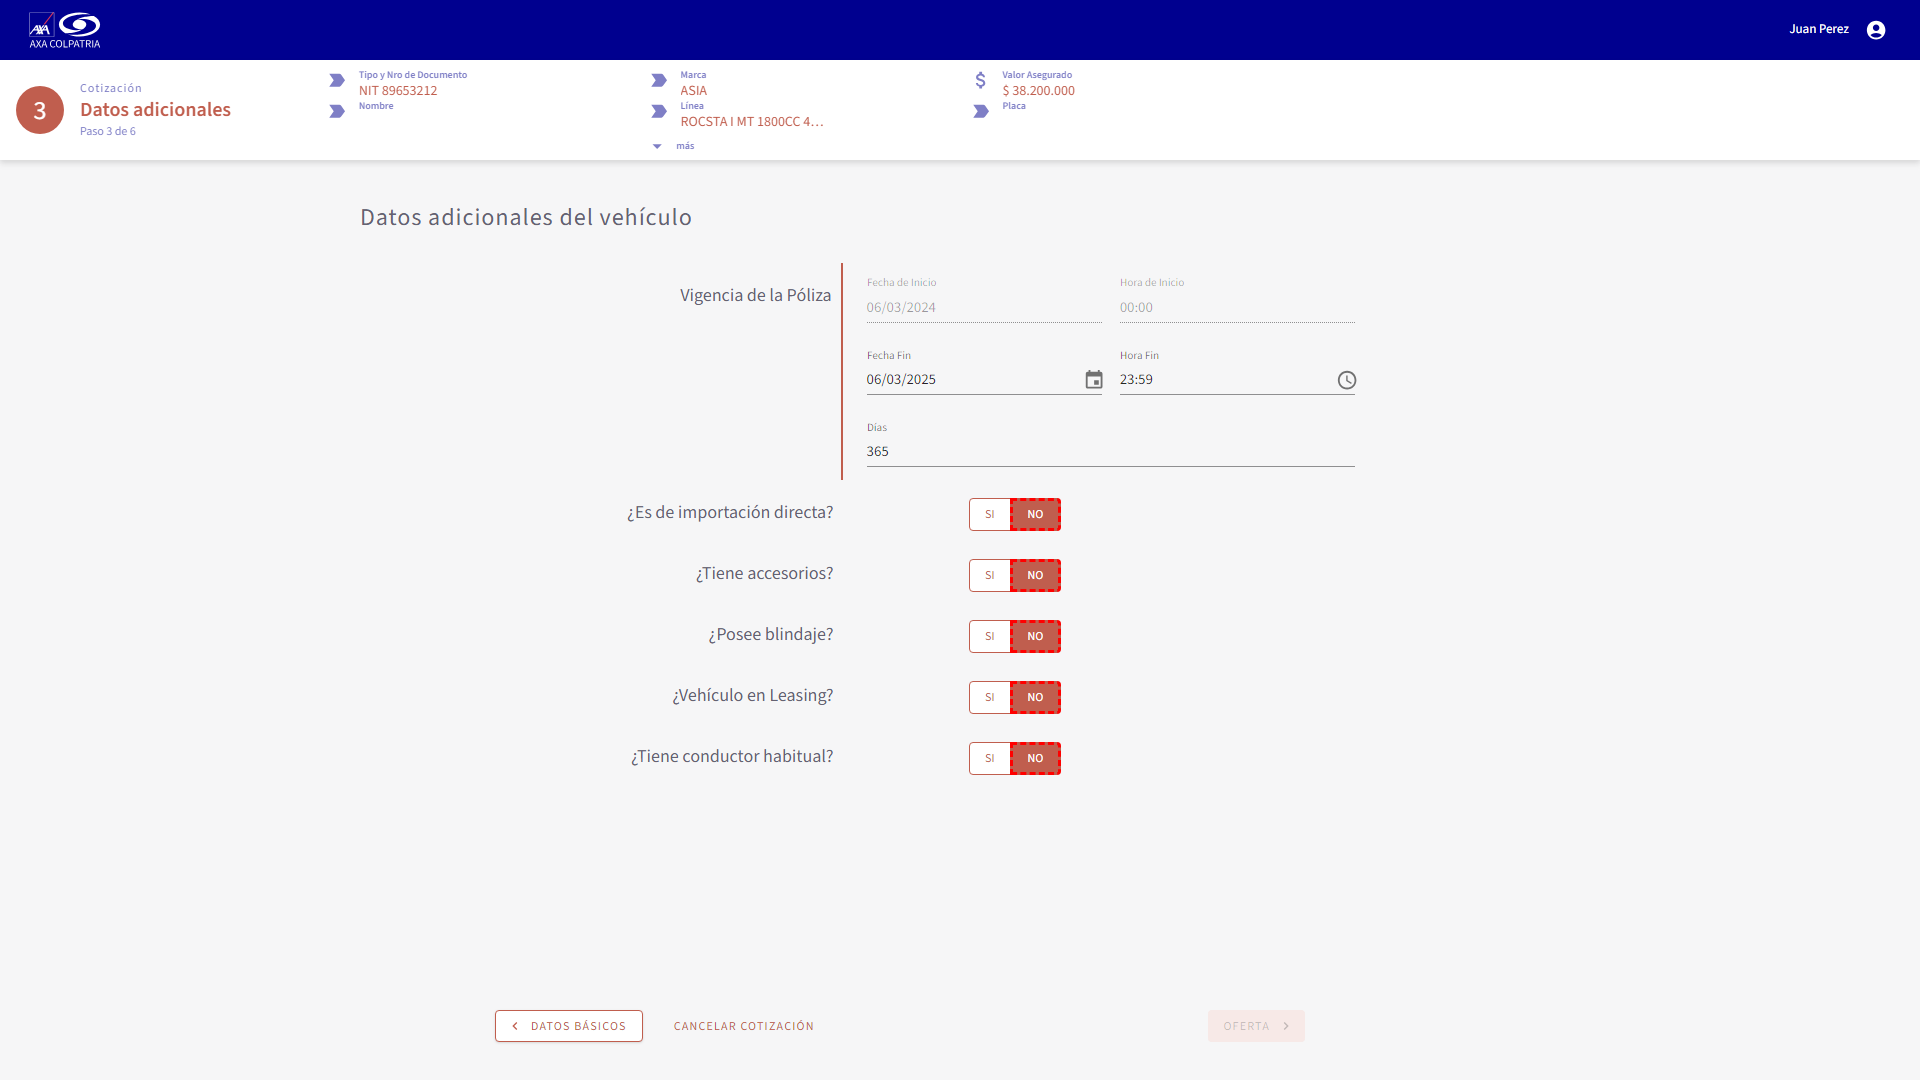 AXA COLPATRIA
Juan Perez
3
Cotización
Datos adicionales
Paso 3 de 6
Tipo y Nro de Documento
NIT 89653212
Nombre
Marca
ASIA
Línea
ROCSTA I MT 1800CC 4...
más
$
Valor Asegurado
$ 38.200.000
Placa
Datos adicionales del vehículo
Vigencia de la Póliza
Fecha de Inicio
06/03/2024
Hora de Inicio
00:00
Fecha Fin
06/03/2025
Hora Fin
23:59
Días
365
¿Es de importación directa? SI NO
¿Tiene accesorios? SI NO
¿Posee blindaje? SI NO
¿Vehículo en Leasing? SI NO
¿Tiene conductor habitual? SI NO
DATOS BÁSICOS
CANCELAR COTIZACIÓN
OFERTA